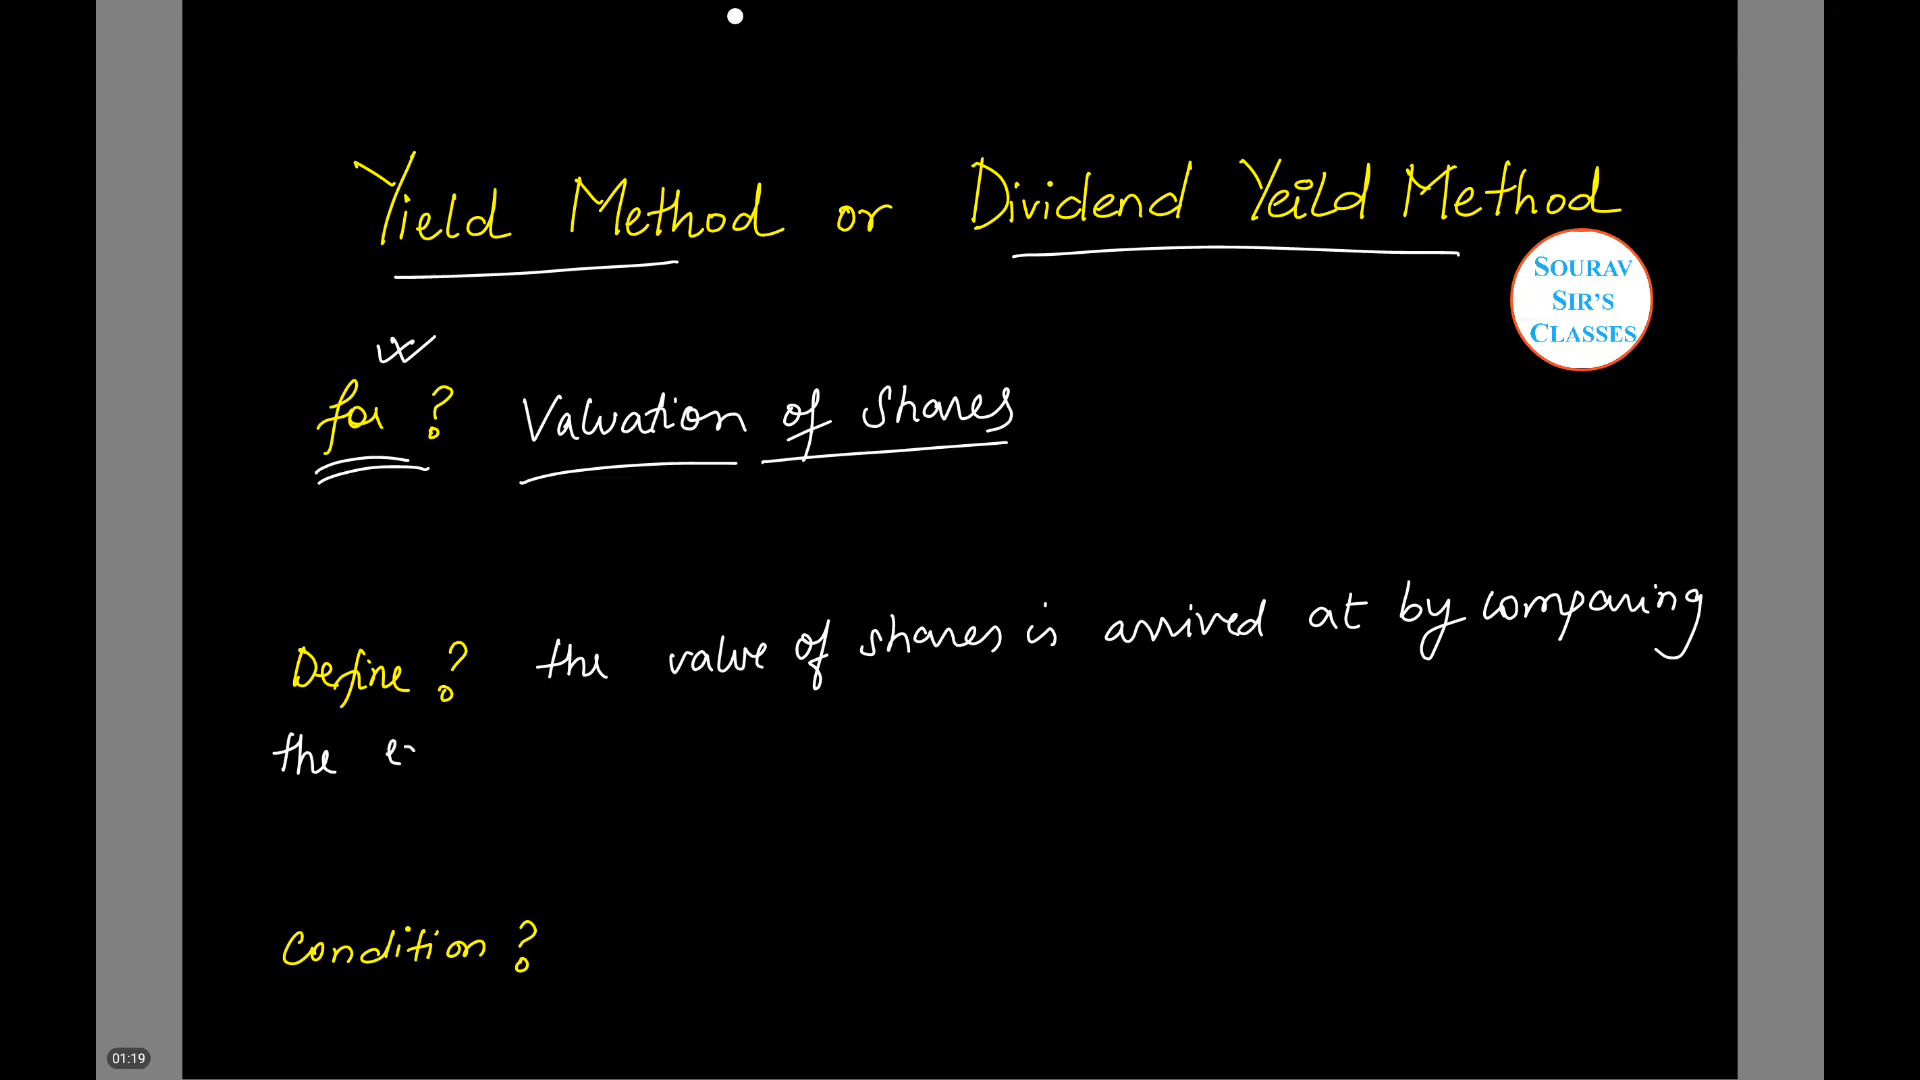 Yield Method or Dividend Yeild Method
SOURAV
SIR'S
CLASSES
for ? Valuation of shares
Define ? the value of shares is arrived at by comparing
the e
Condition ?
01:19